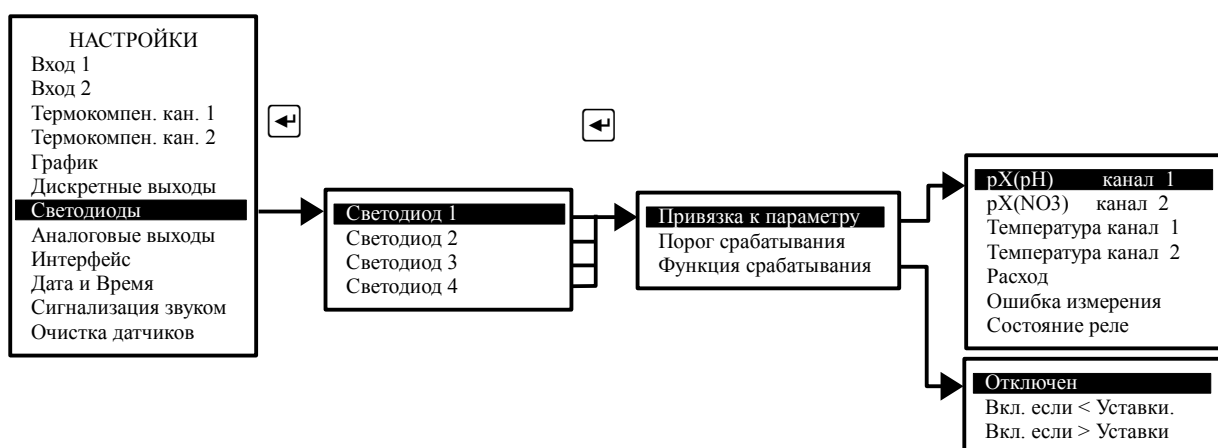 НАСТРОЙКИ
Вход 1
Вход 2
Термокомпен. кан. 1
Термокомпен. кан. 2
График
Дискретные выходы
Светодиоды
Аналоговые выходы
Интерфейс
Дата и Время
Сигнализация звуком
Очистка датчиков
Светодиод 1
Светодиод 2
Светодиод 3
Светодиод 4
Привязка к параметру
Порог срабатывания
Функция срабатывания
pX(pH) канал 1
pX(NO3) канал 2
Температура канал 1
Температура канал 2
Расход
Ошибка измерения
Состояние реле
Отключен
Вкл. если < Уставки.
Вкл. если > Уставки